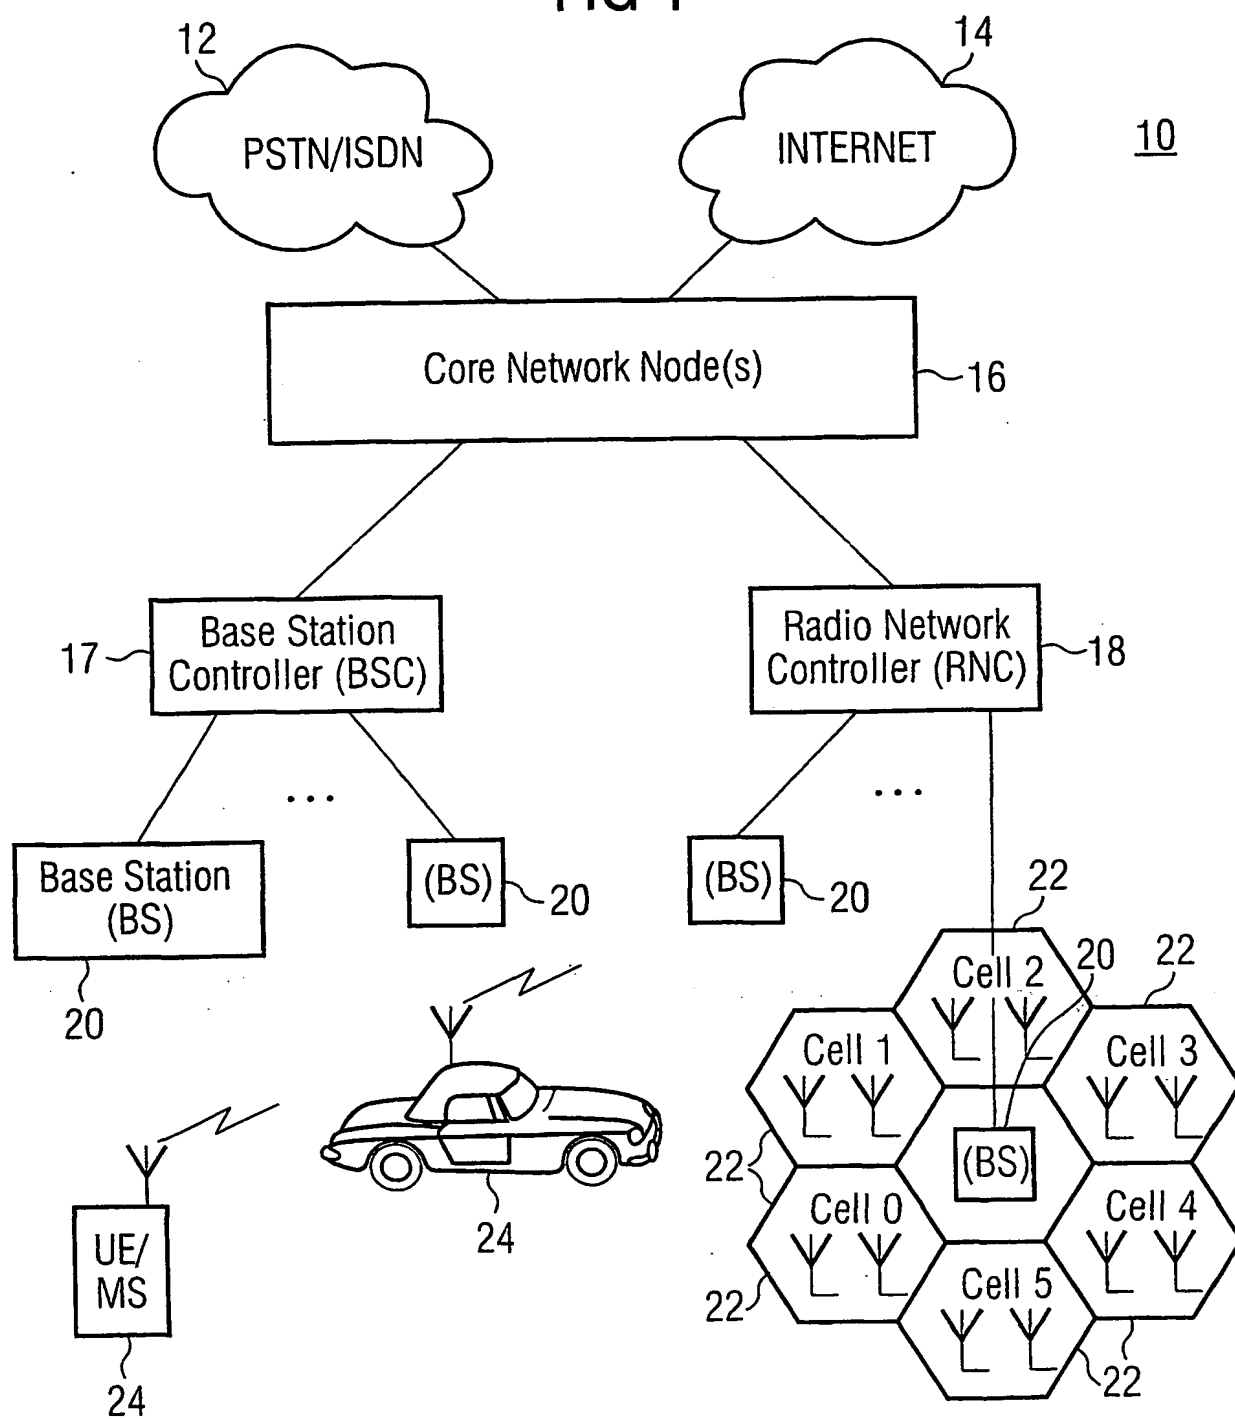 FIG 1
12
14
PSTN/ISDN
INTERNET
10
Core Network Node(s)
16
17
Base Station
Controller (BSC)
Radio Network
Controller (RNC)
18
...
...
Base Station
(BS)
20
(BS)
20
(BS)
20
22
20
22
Cell 2
Cell 1
Cell 3
(BS)
22
Cell 0
Cell 4
22
Cell 5
22
24
UE/
MS
24